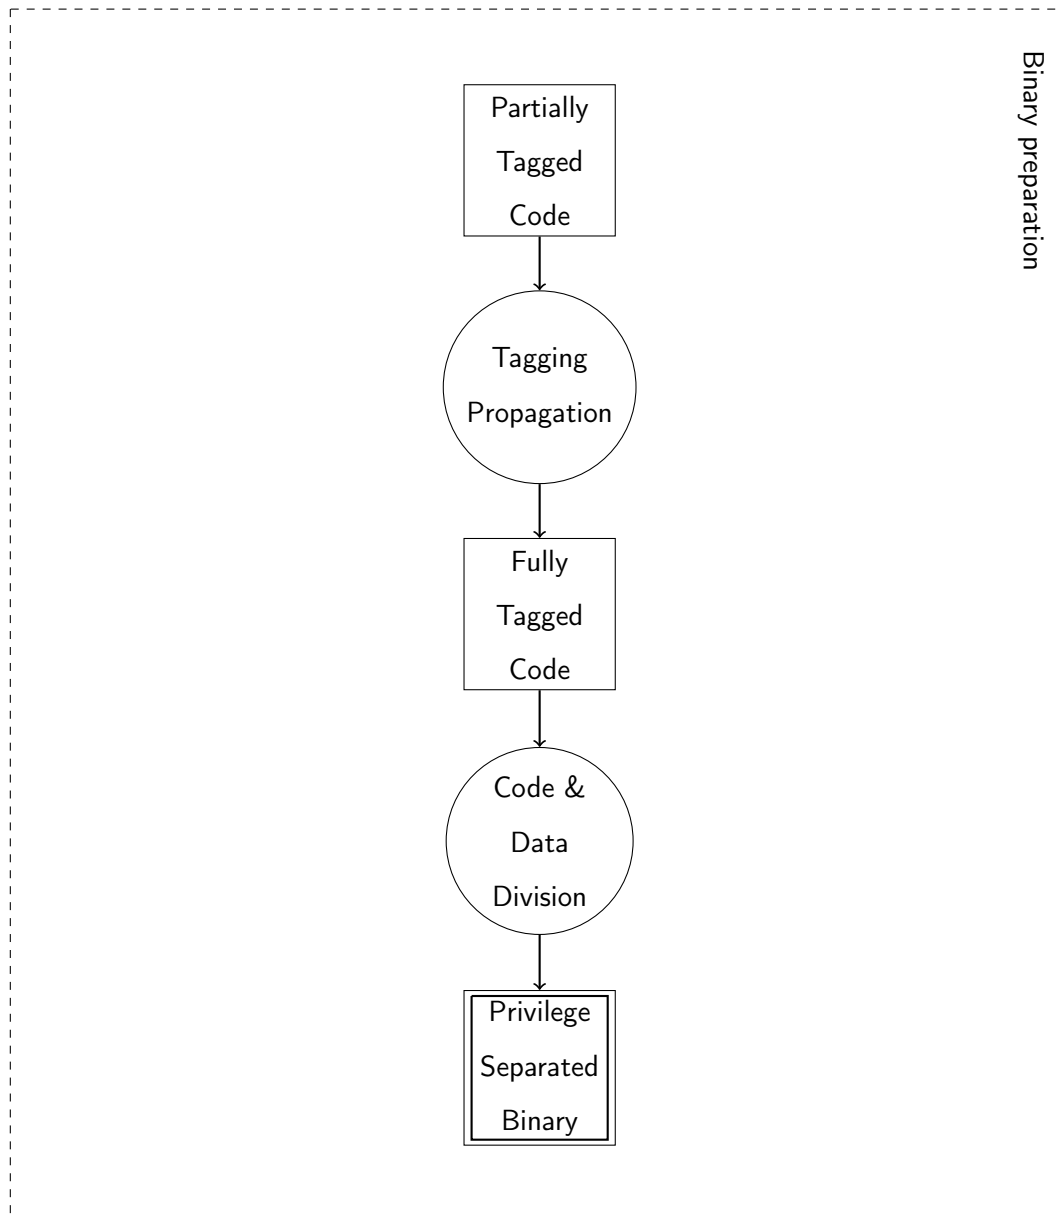 Binary preparation
Partially
Tagged
Code
Tagging
Propagation
Fully
Tagged
Code
Code &
Data
Division
Privilege
Separated
Binary